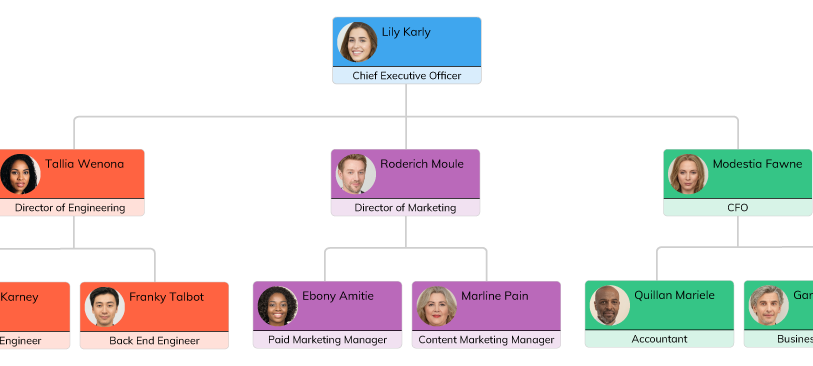 Lily Karly
Chief Executive Officer
Tallia Wenona
Director of Engineering
Roderich Moule
Director of Marketing
Modestia Fawne
CFO
Karney
Engineer
Franky Talbot
Back End Engineer
Ebony Amitie
Paid Marketing Manager
Marline Pain
Content Marketing Manager
Quillan Mariele
Accountant